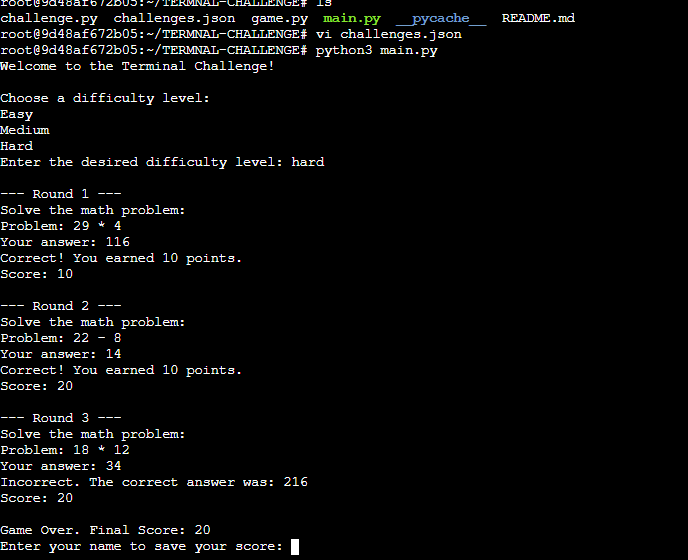 root@9d48af672b05:~/TERMNAL-CHALLENGE# ls
challenge.py challenges.json game.py main.py __pycache__ README.md
root@9d48af672b05:~/TERMNAL-CHALLENGE# vi challenges.json
root@9d48af672b05:~/TERMNAL-CHALLENGE# python3 main.py
Welcome to the Terminal Challenge!
Choose a difficulty level:
Easy
Medium
Hard
Enter the desired difficulty level: hard
--- Round 1 ---
Solve the math problem:
Problem: 29 * 4
Your answer: 116
Correct! You earned 10 points.
Score: 10
--- Round 2 ---
Solve the math problem:
Problem: 22 - 8
Your answer: 14
Correct! You earned 10 points.
Score: 20
--- Round 3 ---
Solve the math problem:
Problem: 18 * 12
Your answer: 34
Incorrect. The correct answer was: 216
Score: 20
Game Over. Final Score: 20
Enter your name to save your score: